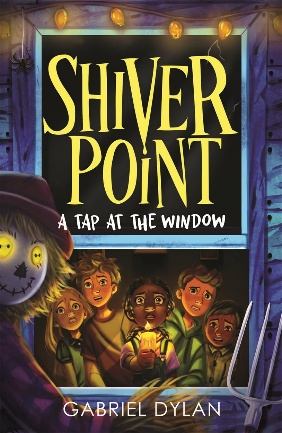 SHIVER
POINT
A TAP AT THE WINDOW
GABRIEL DYLAN